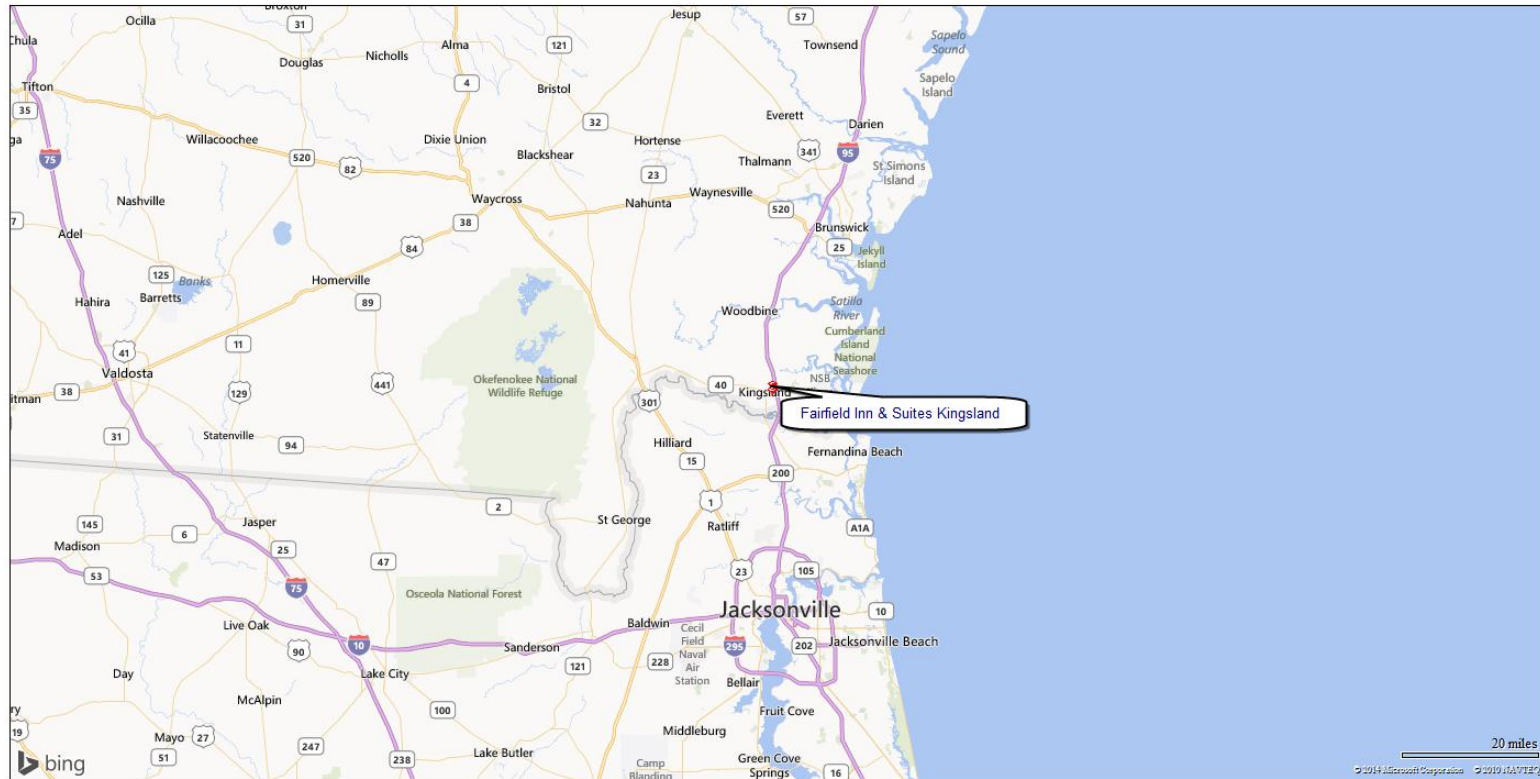 Broxton
Ocilla
31
Jesup
57
Sapelo
Sound
Chula
Alma
121
Townsend
Nicholls
Douglas
4
Sapelo
Island
Tifton
Bristol
35
Everett
32
Darien
Willacoochee
Dixie Union
Hortense
75
520
82
Blackshear
Thalmann
341
95
St Simons
Island
23
Nashville
Waycross
Nahunta
Waynesville
520
38
Brunswick
Adel
84
25
Jekyll
Island
125
Banks
Homerville
Hahira
Barretts
89
Woodbine
Satilla
River
Cumberland
Island
National
Seashore
11
41
Valdosta
Okefenokee National
Wildlife Refuge
38
129
441
40
NSB
Kingsland
301
Fairfield Inn & Suites Kingsland
31
Statenville
94
Hilliard
15
Fernandina Beach
200
2
1
145
Jasper
St George
Ratliff
A1A
6
Madison
25
47
53
75
23
105
Osceola National Forest
Jacksonville
10
Live Oak
Baldwin
Cecil
Field
Naval
Air
Station
90
10
Sanderson
295
202
Jacksonville Beach
121
228
Day
Lake City
Bellair
McAlpin
100
Fruit Cove
19
Mayo
27
247
Middleburg
51
238
Lake Butler
Camp
Blanding
Green Cove
Springs
16
bing
20 miles
© 2014 Microsoft Corporation © 2010 NAVTEQ